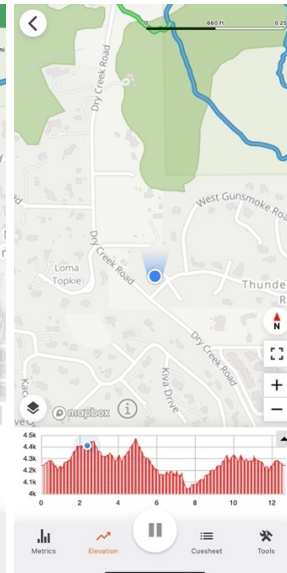 0
660 ft
0.25
Dry Creek Road
West Gunsmoke Roa
Dry Creek Road
Loma
Topkie
Thunde
R
N
Dry Creek Road
Kiva Drive
mapbox
4.5k
4.4k
4.3k
4.2k
4.1k
4k
0
2
4
6
8
10
12
Metrics
Elevation
Cuesheet
Tools